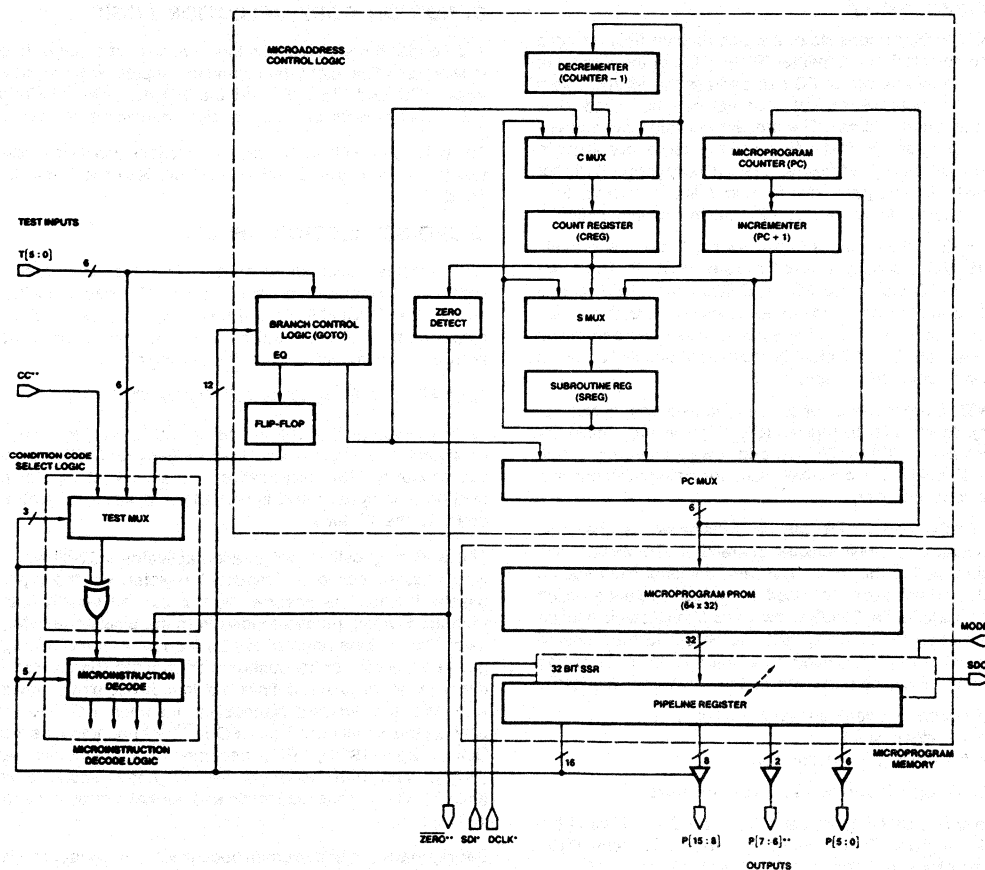 MICROADDRESS
CONTROL LOGIC
DECREMENTER
(COUNTER – 1)
C MUX
MICROPROGRAM
COUNTER (PC)
TEST INPUTS
COUNT REGISTER
(CREG)
INCREMENTER
(PC + 1)
T[5 : 0]
6
BRANCH CONTROL
LOGIC (GOTO)
EQ
ZERO
DETECT
S MUX
CC**
6
12
SUBROUTINE REG
(SREG)
FLIP-FLOP
CONDITION CODE
SELECT LOGIC
PC MUX
3
TEST MUX
6
MICROPROGRAM PROM
(64 x 32)
MODE
32
5
MICROINSTRUCTION
DECODE
32 BIT SSR
PIPELINE REGISTER
MICROINSTRUCTION
DECODE LOGIC
MICROPROGRAM
MEMORY
16
8
2
6
ZERO**
SDI*
DCLK*
P[15 : 8]
P[7 : 6]**
P[5 : 0]
OUTPUTS